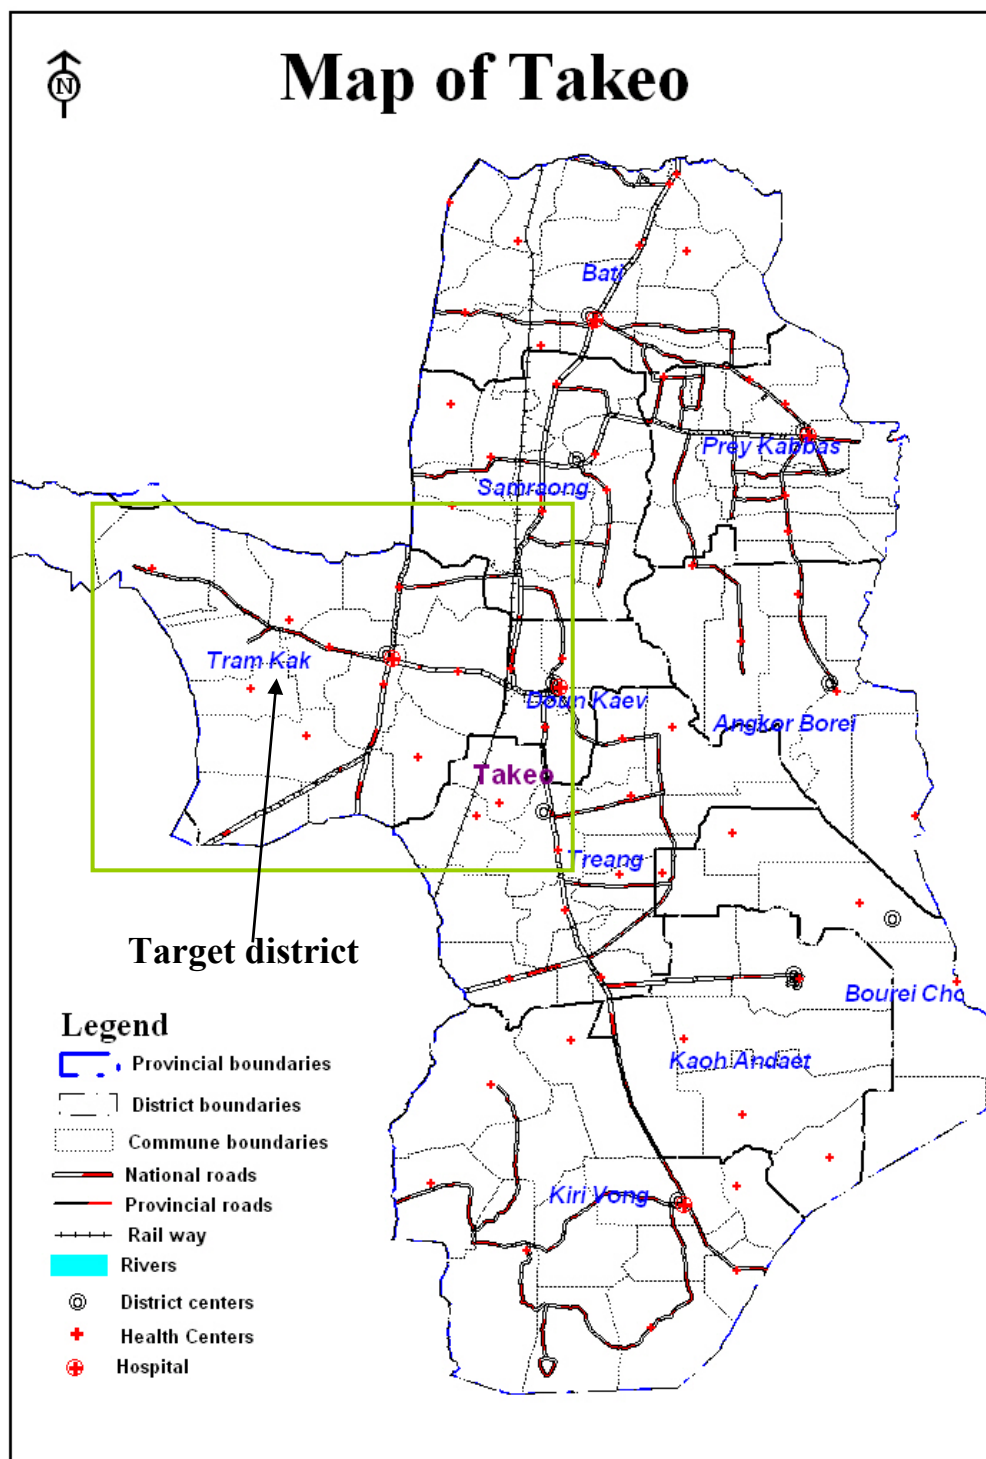 Map of Takeo
N
Bati
Prey Kabbas
Samraong
Tram Kak
Doun Kaev
Angkor Borei
Takeo
Treang
Target district
Bourei Cho
Kaoh Andaet
Kiri Vong
Legend
Provincial boundaries
District boundaries
Commune boundaries
National roads
Provincial roads
Rail way
Rivers
District centers
Health Centers
Hospital